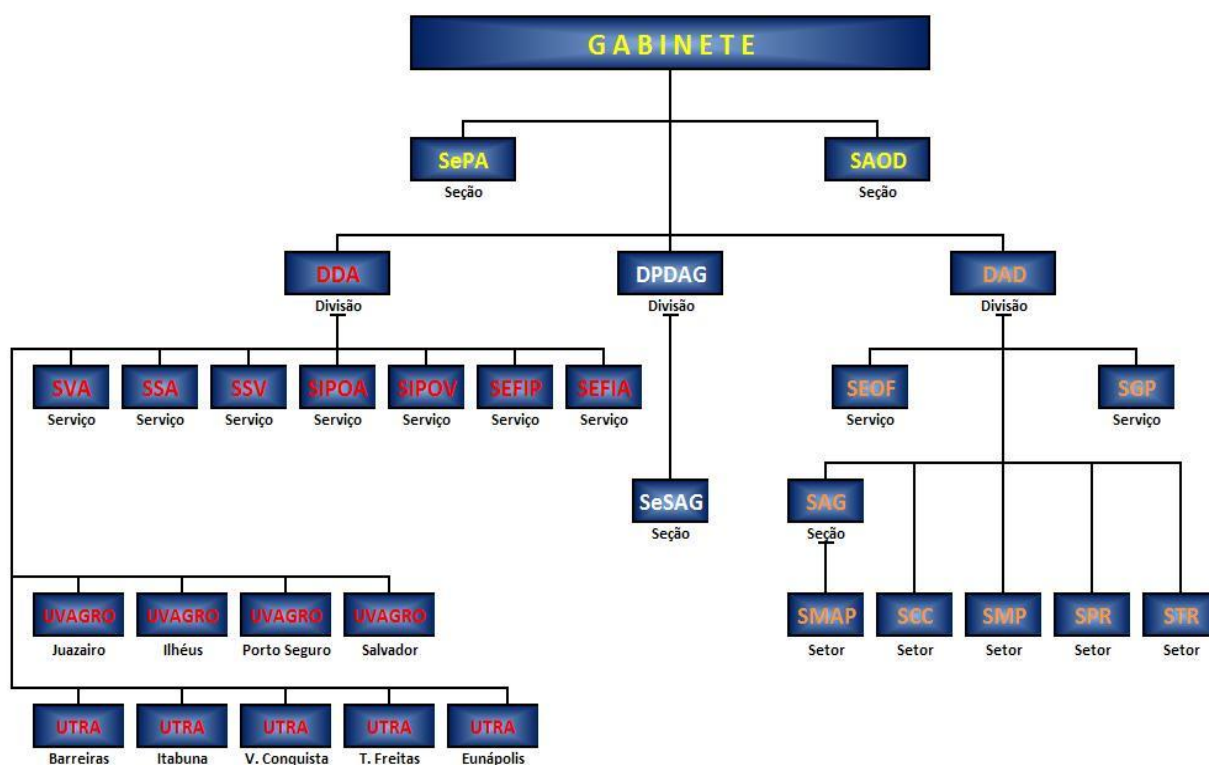 GABINETE
SePA SAOD
Seção Seção
DDA DPDAG DAD
Divisão Divisão Divisão
SVA SSA SSV SIPOA SIPOV SEFIP SEFIA SEOF SGP
Serviço Serviço Serviço Serviço Serviço Serviço Serviço Serviço Serviço
SeSAG SAG
Seção Seção
UVAGRO UVAGRO UVAGRO UVAGRO SMAP SCC SMP SPR STR
Juazairo Ilhéus Porto Seguro Salvador Setor Setor Setor Setor Setor
UTRA UTRA UTRA UTRA UTRA
Barreiras Itabuna V. Conquista T. Freitas Eunápolis